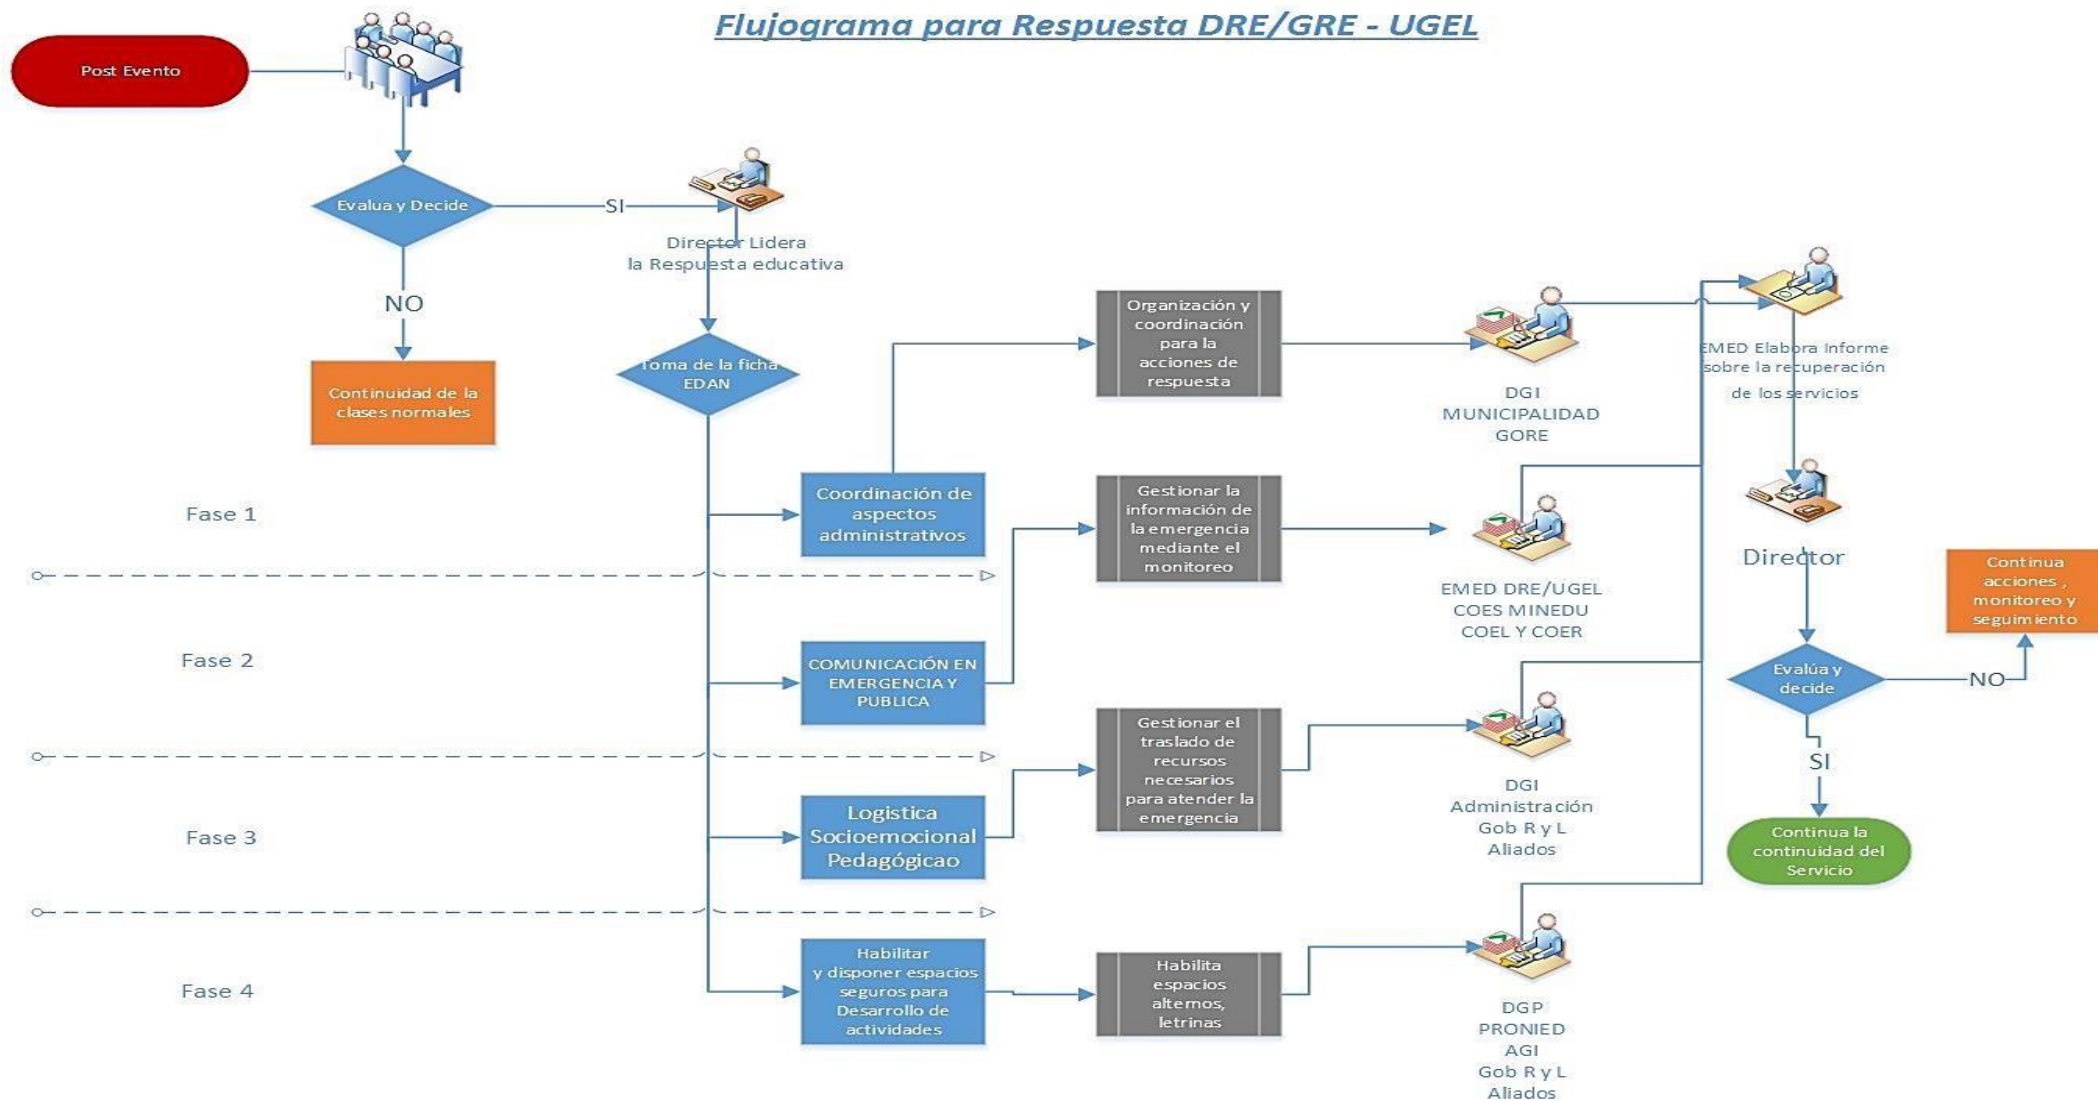 Flujograma para Respuesta DRE/GRE - UGEL
Post Evento
Evalua y Decide
SI
Director Lidera
la Respuesta educativa
NO
Continuidad de la
clases normales
Toma de la ficha
EDAN
Organización y
coordinación
para la
acciones de
respuesta
DGI
MUNICIPALIDAD
GORE
EMED Elabora Informe
sobre la recuperación
de los servicios
Fase 1
Coordinación de
aspectos
administrativos
Gestionar la
información de
la emergencia
mediante el
monitoreo
EMED DRE/UGEL
COES MINEDU
COEL Y COER
Director
Continua
acciones ,
monitoreo y
seguimiento
Fase 2
COMUNICACIÓN EN
EMERGENCIA Y
PUBLICA
Evalúa y
decide
NO
SI
Continua la
continuidad del
Servicio
Fase 3
Logistica
Socioemocional
Pedagógicao
Gestionar el
traslado de
recursos
necesarios
para atender la
emergencia
DGI
Administración
Gob R y L
Aliados
Fase 4
Habilitar
y disponer espacios
seguros para
Desarrollo de
actividades
Habilita
espacios
alternos,
letrinas
DGP
PRONIED
AGI
Gob R y L
Aliados